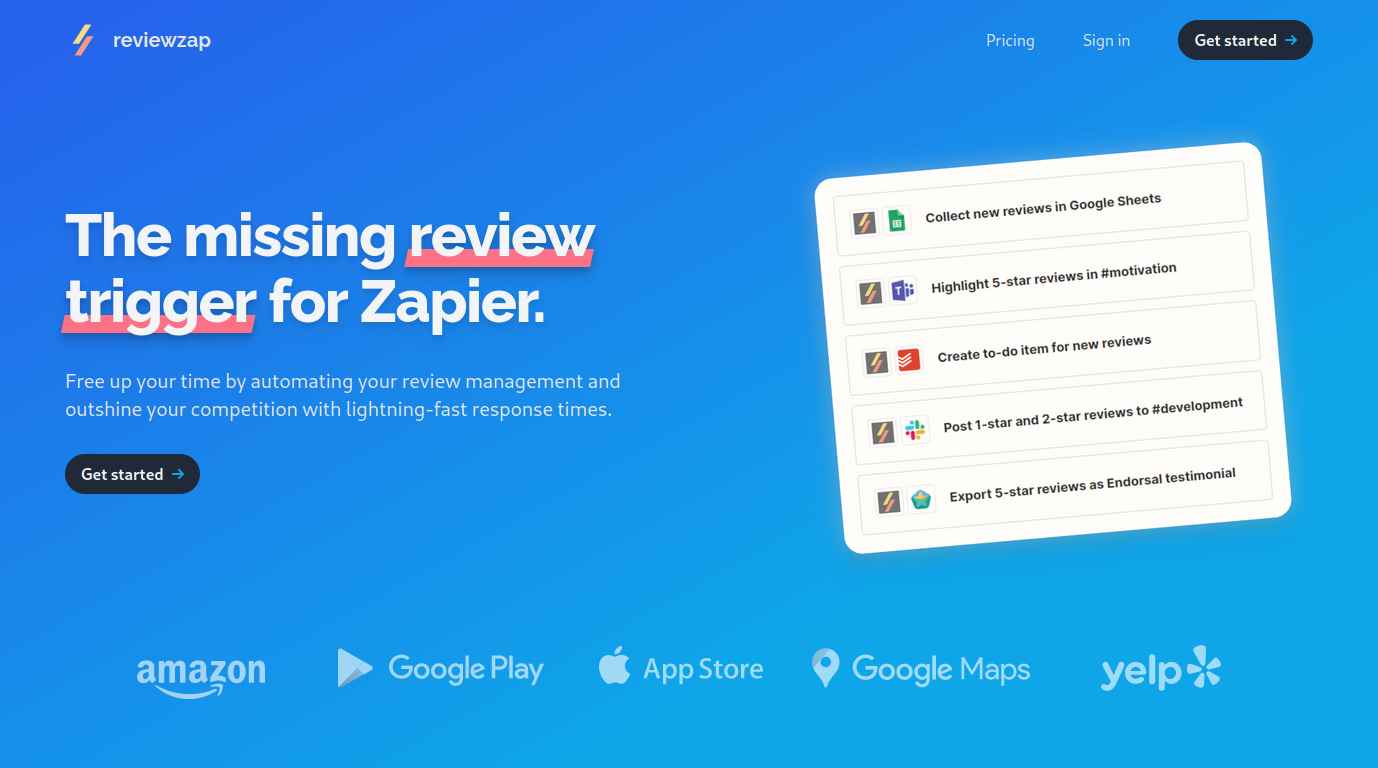 reviewzap
Pricing
Sign in
Get started
The missing review
trigger for Zapier.
Free up your time by automating your review management and
outshine your competition with lightning-fast response times.
Get started
Collect new reviews in Google Sheets
Highlight 5-star reviews in #motivation
Create to-do item for new reviews
Post 1-star and 2-star reviews to #development
Export 5-star reviews as Endorsal testimonial
amazon
Google Play
App Store
Google Maps
yelp